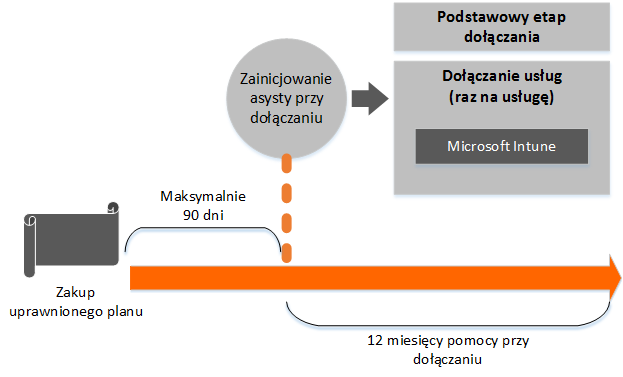 Podstawowy etap
dołączania
Zainicjowanie
asysty przy
dołączaniu
Dołączanie usług
(raz na usługę)
Microsoft Intune
Maksymalnie
90 dni
Zakup
uprawnionego planu
12 miesięcy pomocy przy
dołączaniu